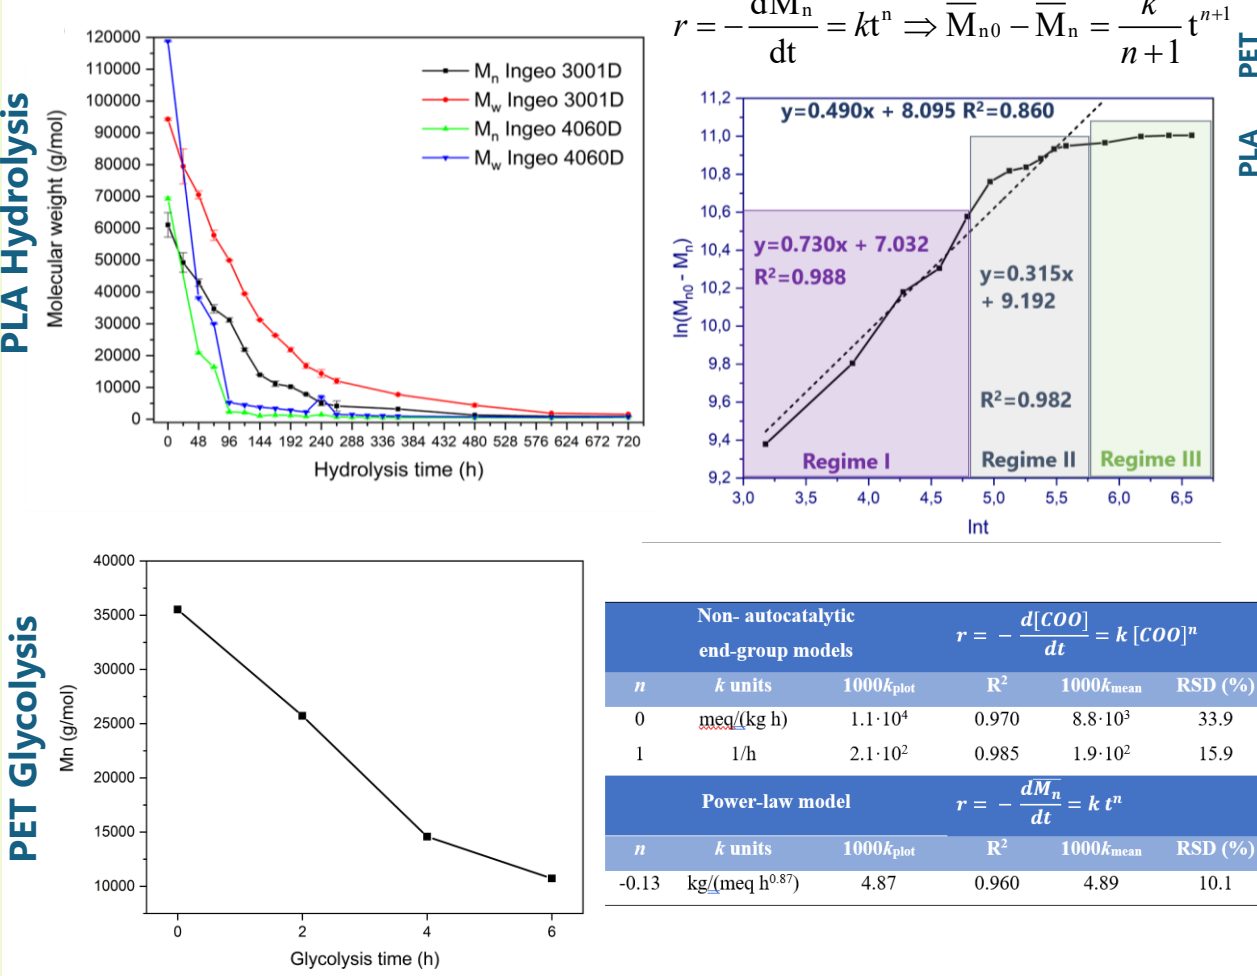 PLA Hydrolysis
120000
110000
100000
90000
80000
70000
60000
50000
40000
30000
20000
10000
0
Molecular weight (g/mol)
Mn Ingeo 3001D
Mw Ingeo 3001D
Mn Ingeo 4060D
Mw Ingeo 4060D
0 48 96 144 192 240 288 336 384 432 480 528 576 624 672 720
Hydrolysis time (h)
r = − dMn/dt = ktⁿ ⇒ M̅n0 − M̅n = k/(n+1) tⁿ⁺¹
PET
PLA
11,2
11,0
10,8
10,6
10,4
10,2
10,0
9,8
9,6
9,4
9,2
ln(Mn0 - Mn)
y=0.490x + 8.095 R²=0.860
y=0.730x + 7.032
R²=0.988
y=0.315x
+ 9.192
R²=0.982
Regime I
Regime II
Regime III
3,0 3,5 4,0 4,5 5,0 5,5 6,0 6,5
lnt
PET Glycolysis
40000
35000
30000
25000
20000
15000
10000
Mn (g/mol)
0 2 4 6
Glycolysis time (h)
Non- autocatalytic
end-group models
r = − d[COO]/dt = k [COO]ⁿ
n k units 1000kplot R² 1000kmean RSD (%)
0 meq/(kg h) 1.1·10⁴ 0.970 8.8·10³ 33.9
1 1/h 2.1·10² 0.985 1.9·10² 15.9
Power-law model
r = − dM̅n/dt = k tⁿ
n k units 1000kplot R² 1000kmean RSD (%)
-0.13 kg/(meq h⁰·⁸⁷) 4.87 0.960 4.89 10.1